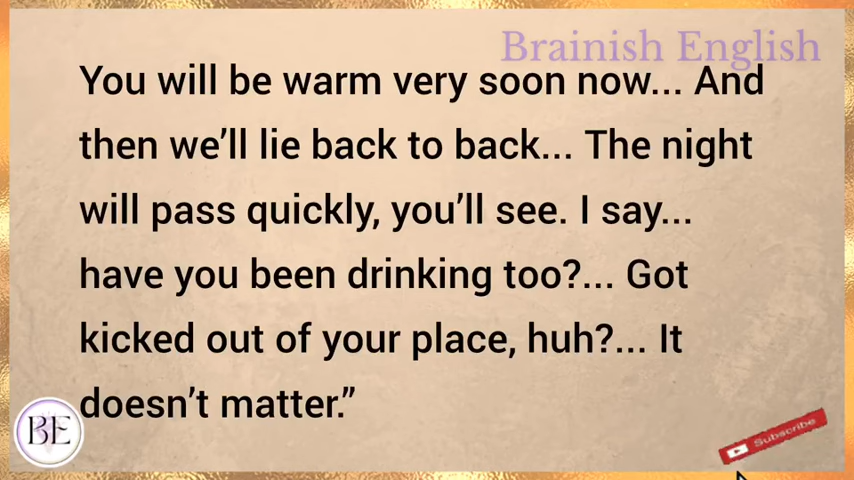 Brainish English
You will be warm very soon now... And
then we’ll lie back to back... The night
will pass quickly, you’ll see. I say...
have you been drinking too?... Got
kicked out of your place, huh?... It
doesn’t matter.”
BE
Subscribe